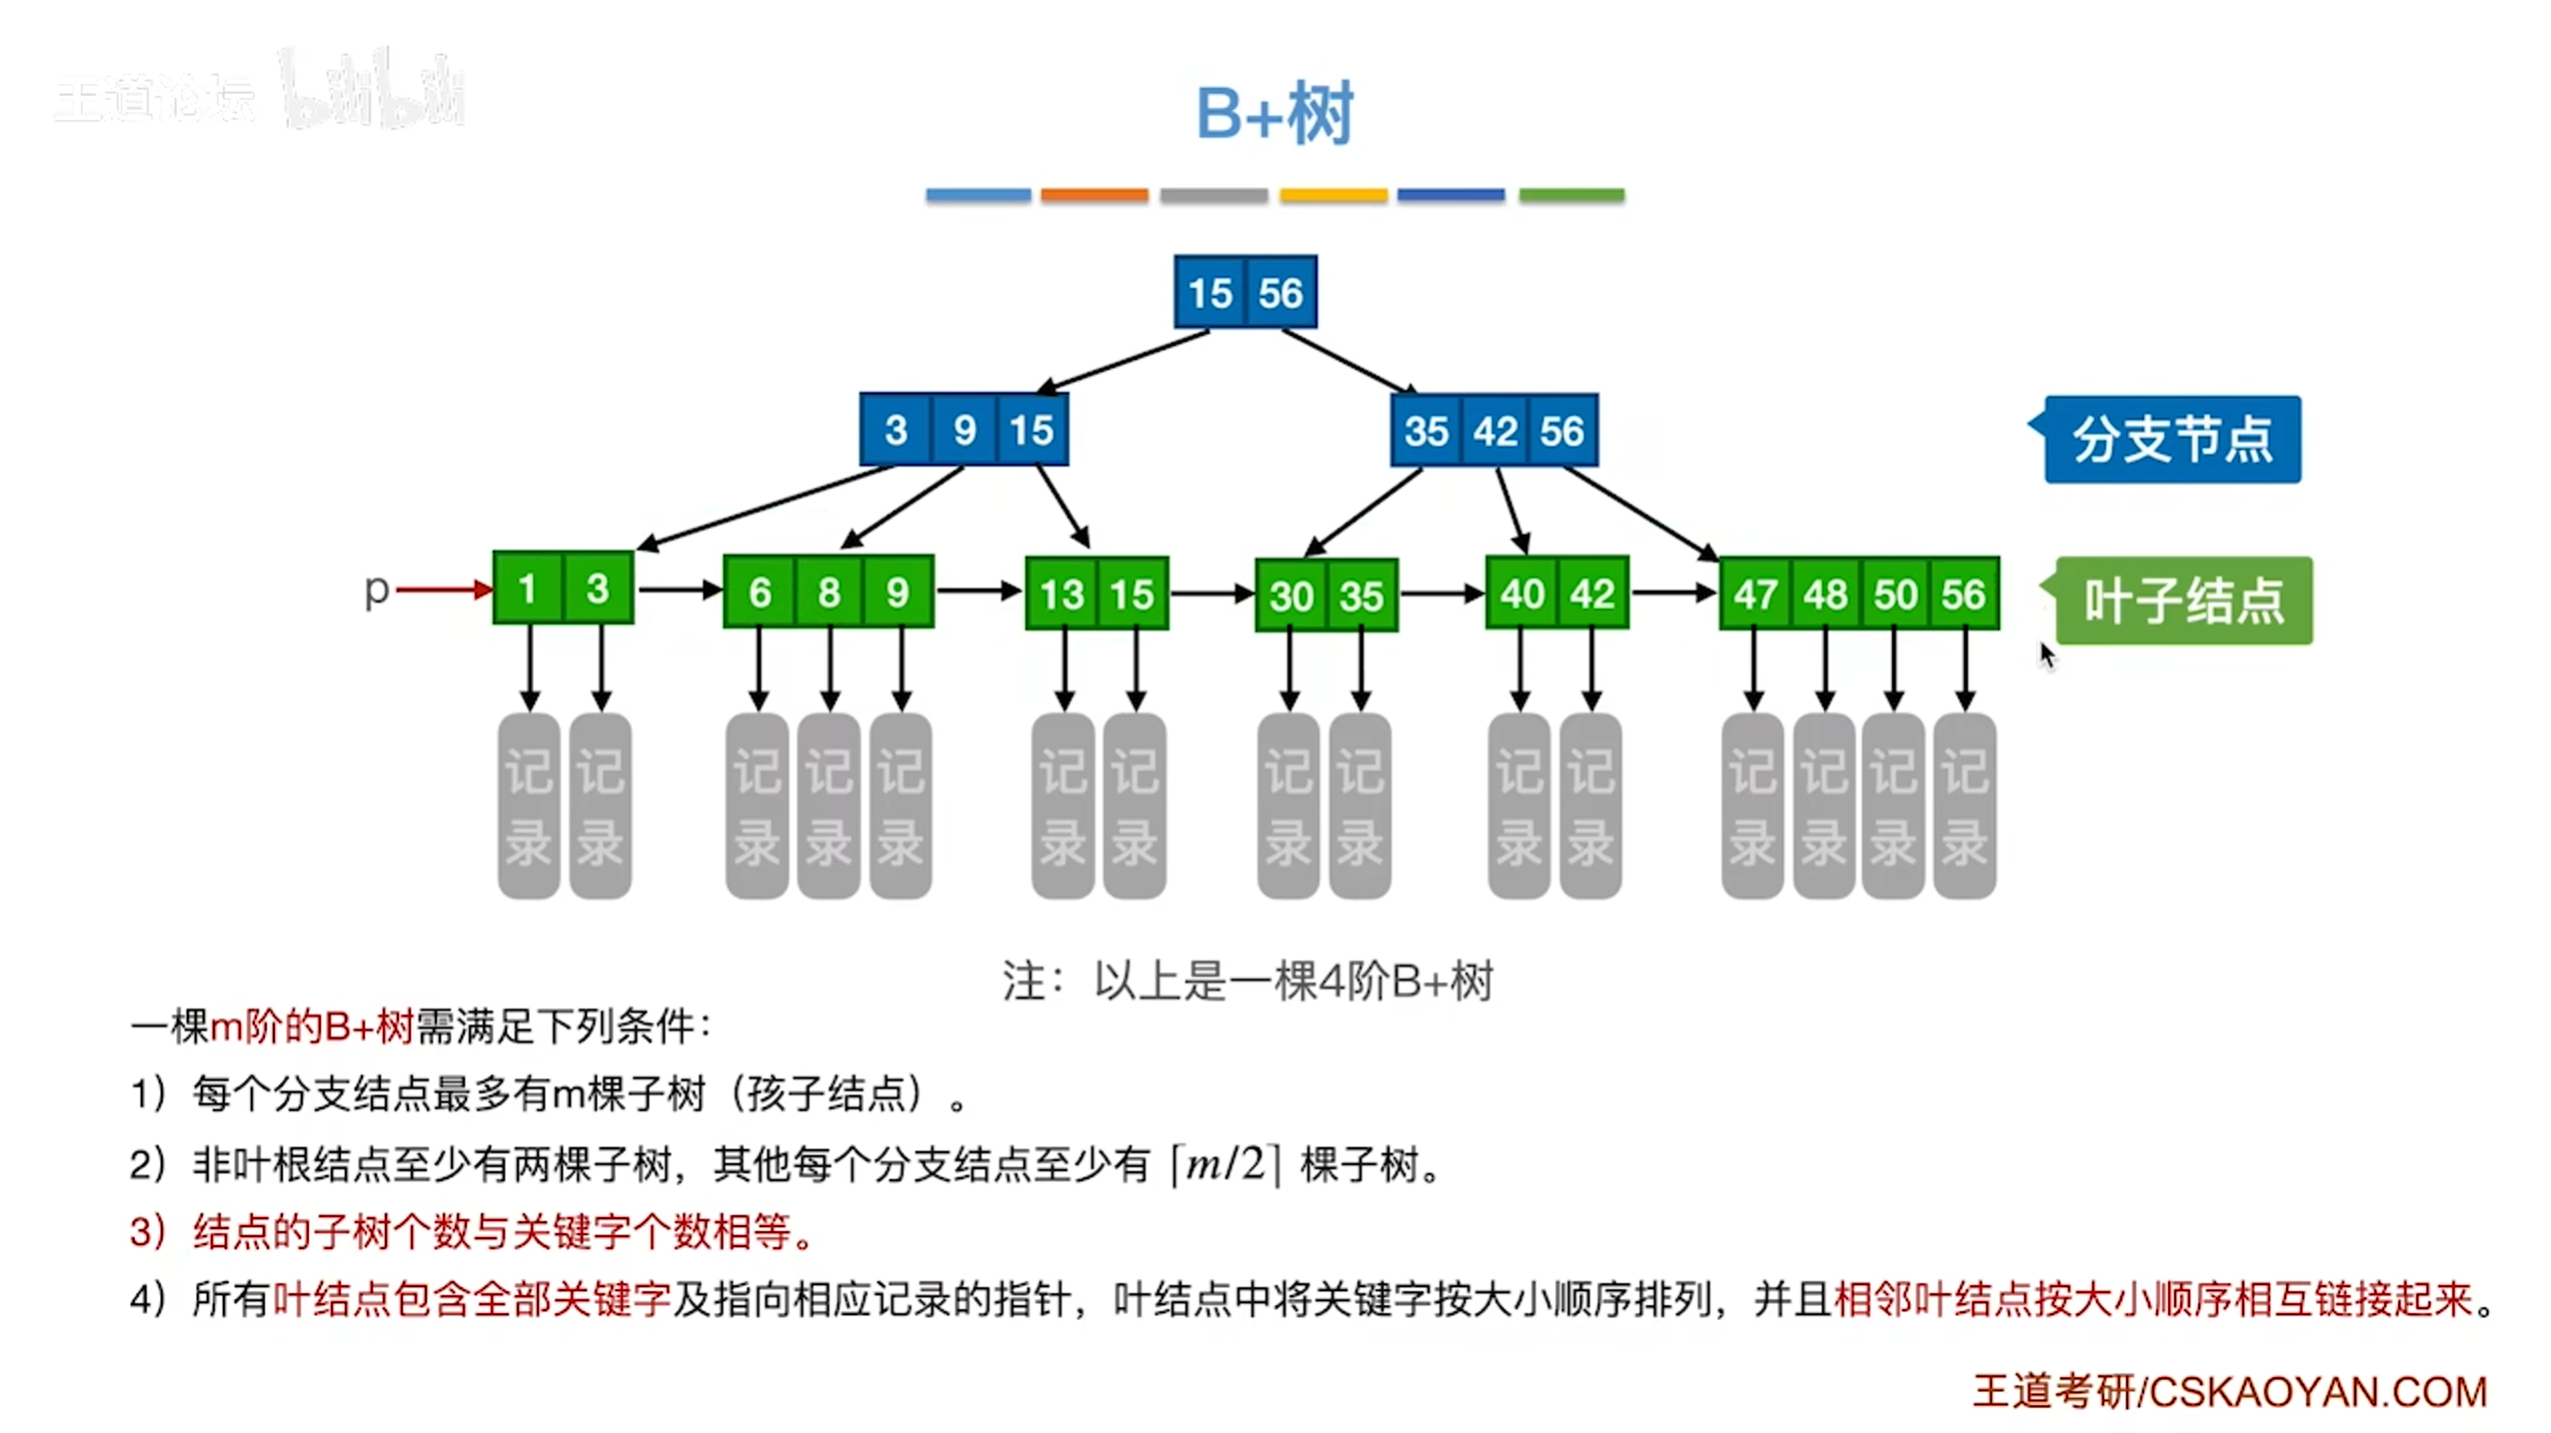 王道论坛 bilibili
B+树
15 56
3 9 15
35 42 56
分支节点
p
1 3
6 8 9
13 15
30 35
40 42
47 48 50 56
叶子结点
记录 记录 记录 记录 记录 记录 记录 记录 记录 记录 记录 记录 记录 记录 记录
注：以上是一棵4阶B+树
一棵m阶的B+树需满足下列条件：
1）每个分支结点最多有m棵子树（孩子结点）。
2）非叶根结点至少有两棵子树，其他每个分支结点至少有 ⌈m/2⌉ 棵子树。
3）结点的子树个数与关键字个数相等。
4）所有叶结点包含全部关键字及指向相应记录的指针，叶结点中将关键字按大小顺序排列，并且相邻叶结点按大小顺序相互链接起来。
王道考研/CSKAOYAN.COM